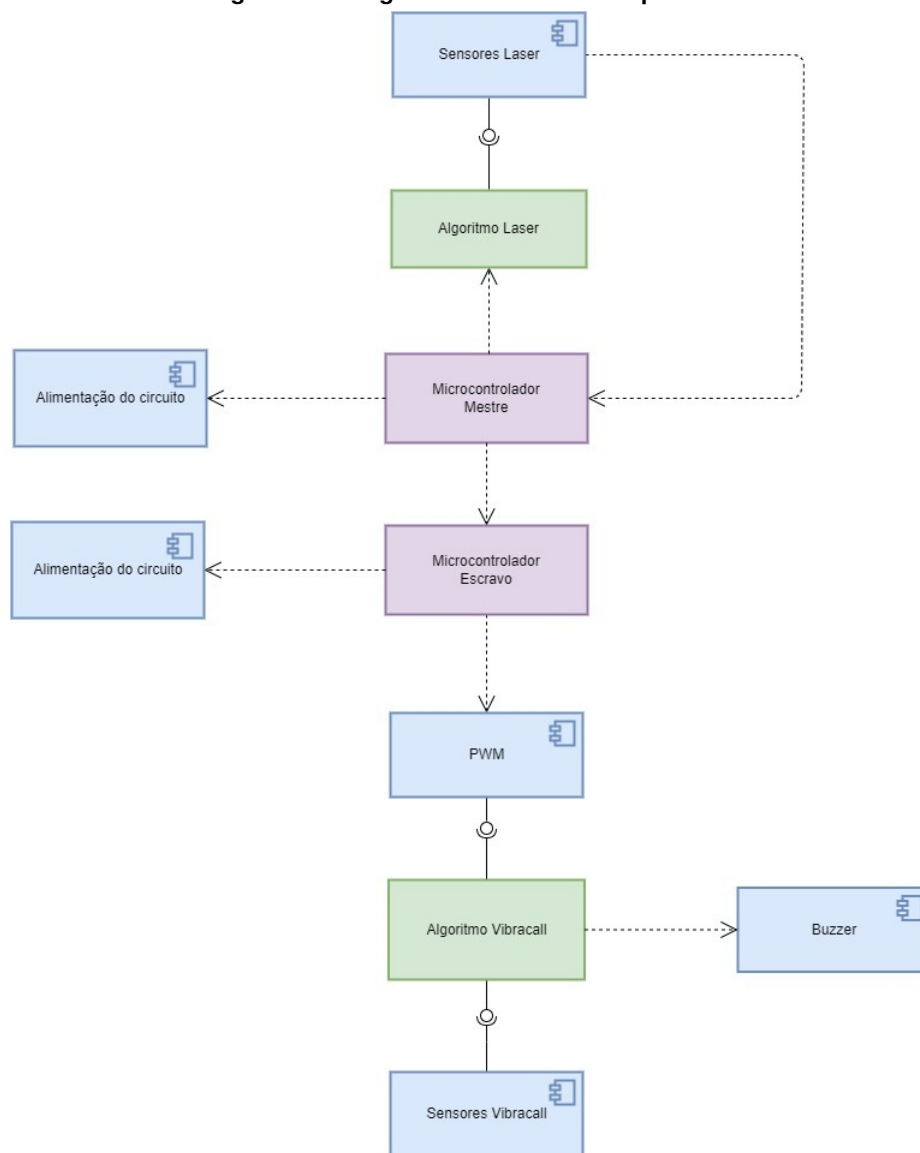 Sensores Laser
Algoritmo Laser
Alimentação do circuito
Microcontrolador
Mestre
Alimentação do circuito
Microcontrolador
Escravo
PWM
Algoritmo Vibracall
Buzzer
Sensores Vibracall